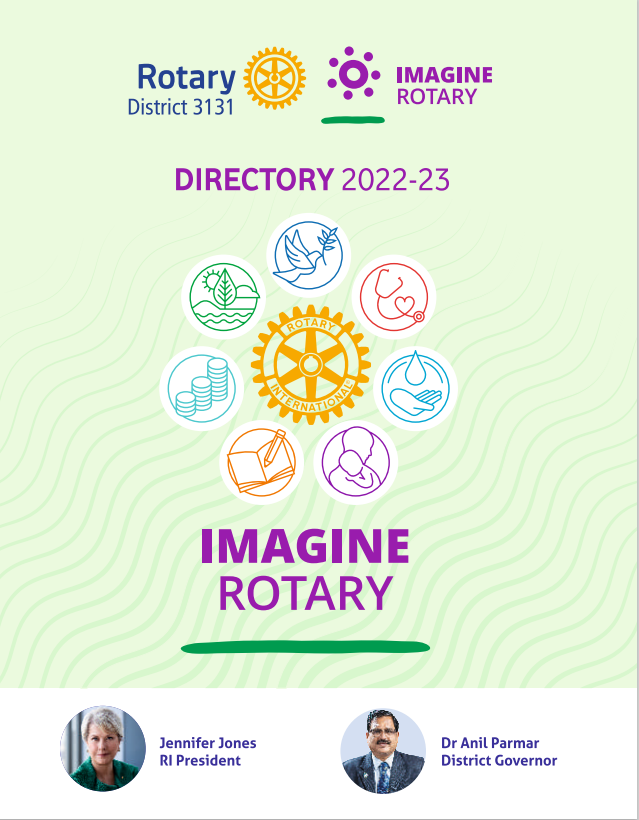 Rotary
District 3131
IMAGINE
ROTARY
DIRECTORY 2022-23
ROTARY
INTERNATIONAL
IMAGINE
ROTARY
Jennifer Jones
RI President
Dr Anil Parmar
District Governor